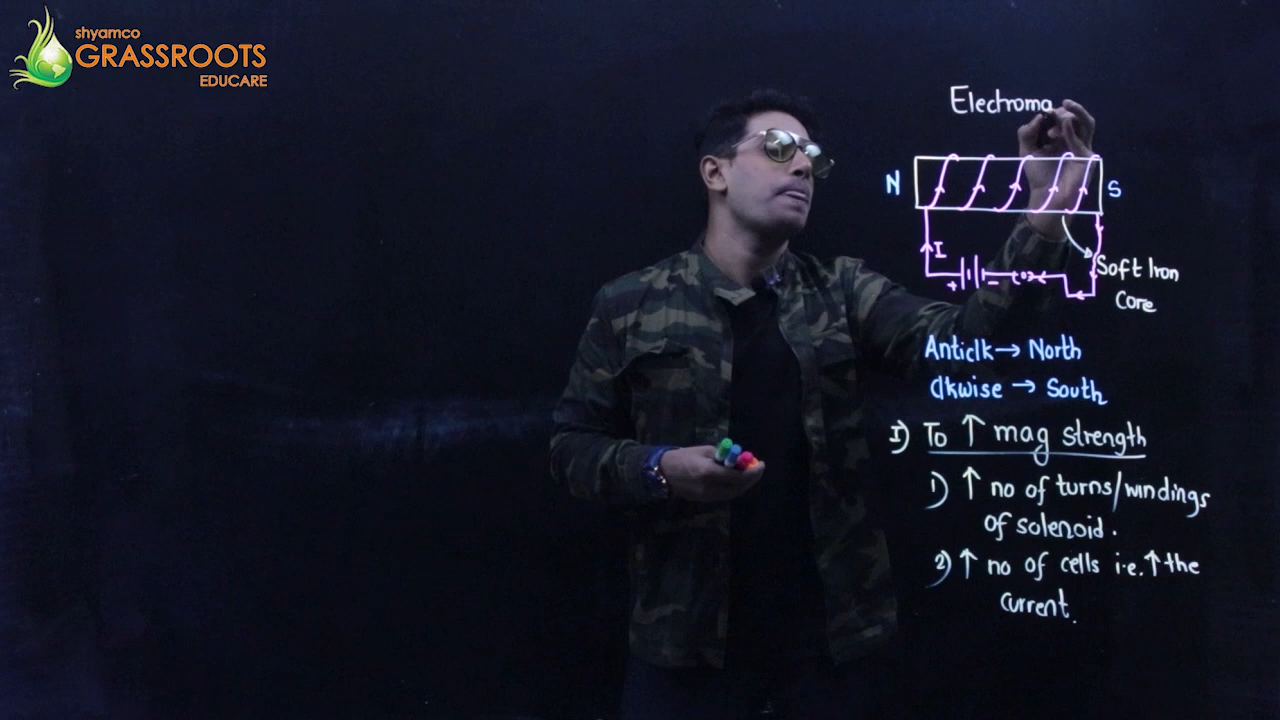 shyamco
GRASSROOTS
EDUCARE
Electroma
N
S
I
+
-
Soft Iron
Core
Anticlk → North
Clkwise → South
I) To ↑ mag strength
1) ↑ no of turns/windings
of solenoid.
2) ↑ no of cells i.e. ↑ the
current.